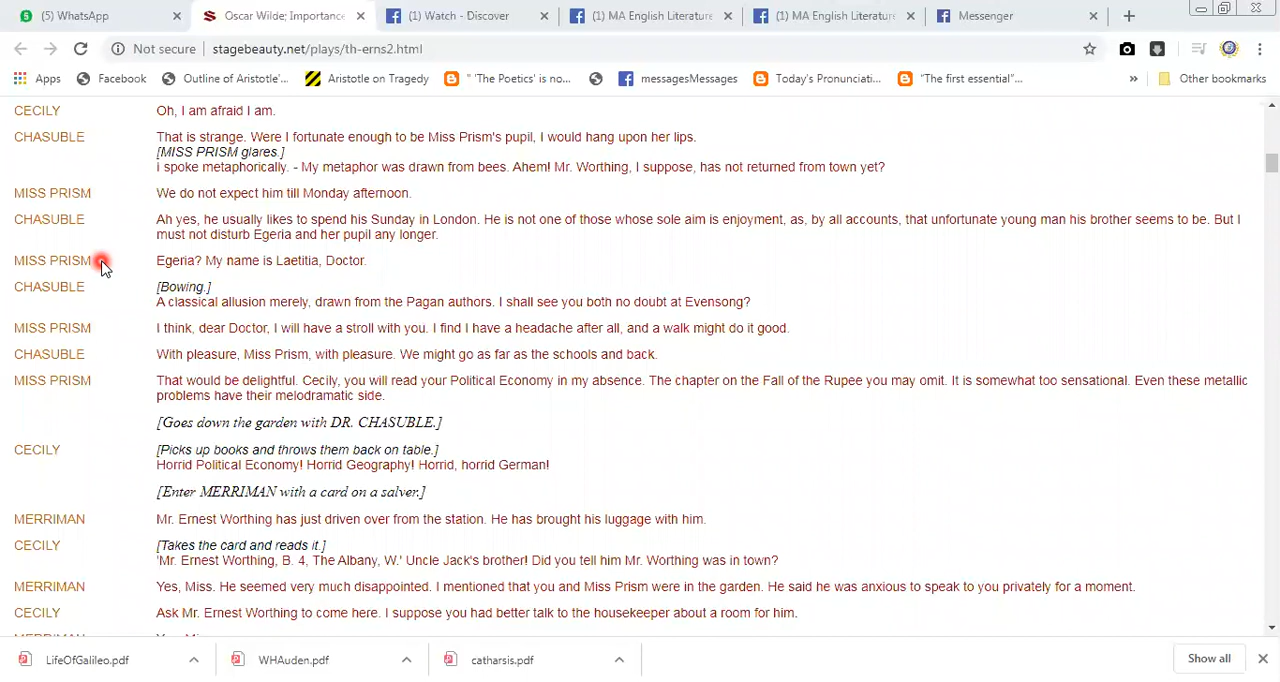 (5) WhatsApp
Oscar Wilde; Importance
(1) Watch - Discover
(1) MA English Literature
(1) MA English Literature
Messenger
Not secure | stagebeauty.net/plays/th-erns2.html
Apps
Facebook
Outline of Aristotle'...
Aristotle on Tragedy
" 'The Poetics' is no...
messagesMessages
Today's Pronunciati...
"The first essential"...
»
Other bookmarks
CECILY Oh, I am afraid I am.
CHASUBLE That is strange. Were I fortunate enough to be Miss Prism's pupil, I would hang upon her lips.
[MISS PRISM glares.]
I spoke metaphorically. - My metaphor was drawn from bees. Ahem! Mr. Worthing, I suppose, has not returned from town yet?
MISS PRISM We do not expect him till Monday afternoon.
CHASUBLE Ah yes, he usually likes to spend his Sunday in London. He is not one of those whose sole aim is enjoyment, as, by all accounts, that unfortunate young man his brother seems to be. But I
must not disturb Egeria and her pupil any longer.
MISS PRISM Egeria? My name is Laetitia, Doctor.
CHASUBLE [Bowing.]
A classical allusion merely, drawn from the Pagan authors. I shall see you both no doubt at Evensong?
MISS PRISM I think, dear Doctor, I will have a stroll with you. I find I have a headache after all, and a walk might do it good.
CHASUBLE With pleasure, Miss Prism, with pleasure. We might go as far as the schools and back.
MISS PRISM That would be delightful. Cecily, you will read your Political Economy in my absence. The chapter on the Fall of the Rupee you may omit. It is somewhat too sensational. Even these metallic
problems have their melodramatic side.
[Goes down the garden with DR. CHASUBLE.]
CECILY [Picks up books and throws them back on table.]
Horrid Political Economy! Horrid Geography! Horrid, horrid German!
[Enter MERRIMAN with a card on a salver.]
MERRIMAN Mr. Ernest Worthing has just driven over from the station. He has brought his luggage with him.
CECILY [Takes the card and reads it.]
'Mr. Ernest Worthing, B. 4, The Albany, W.' Uncle Jack's brother! Did you tell him Mr. Worthing was in town?
MERRIMAN Yes, Miss. He seemed very much disappointed. I mentioned that you and Miss Prism were in the garden. He said he was anxious to speak to you privately for a moment.
CECILY Ask Mr. Ernest Worthing to come here. I suppose you had better talk to the housekeeper about a room for him.
LifeOfGalileo.pdf
WHAuden.pdf
catharsis.pdf
Show all